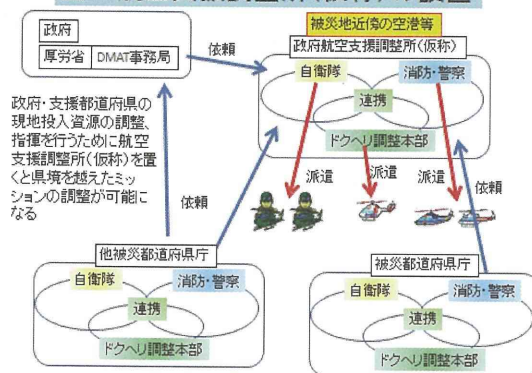 被災地近傍の空港等
政府
厚労省
DMAT事務局
依頼
政府航空支援調整所(仮称)
自衛隊
消防・警察
連携
ドクヘリ調整本部
政府・支援都道府県の
現地投入資源の調整、
指揮を行うために航空
支援調整所(仮称)を置
くと県境を越えたミッ
ションの調整が可能に
なる
依頼
派遣
派遣
派遣
依頼
他被災都道府県庁
自衛隊
消防・警察
連携
ドクヘリ調整本部
被災都道府県庁
自衛隊
消防・警察
連携
ドクヘリ調整本部